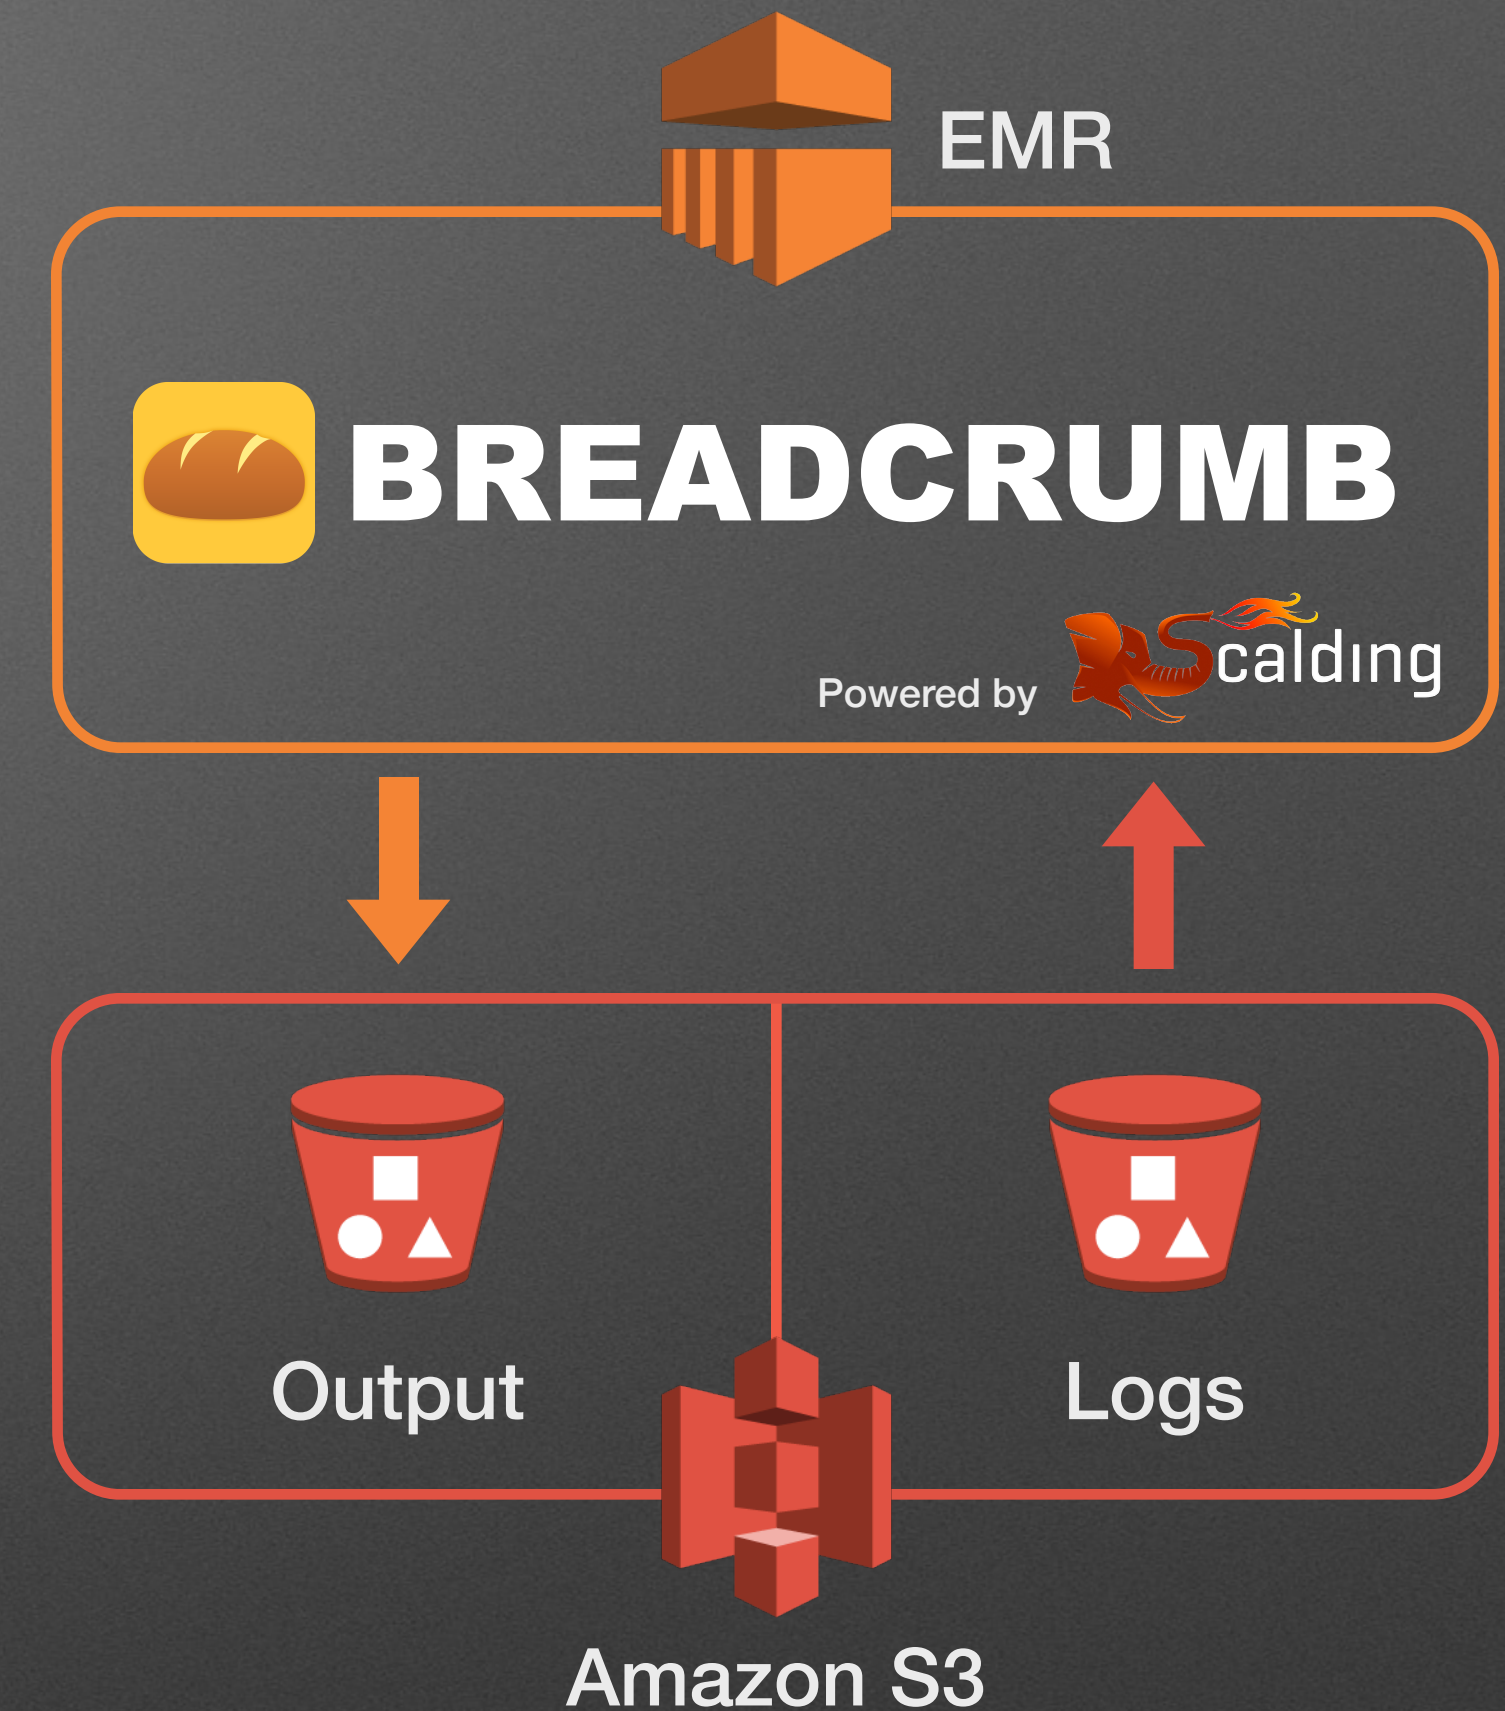 EMR
BREADCRUMB
Powered by Scalding
Output
Logs
Amazon S3